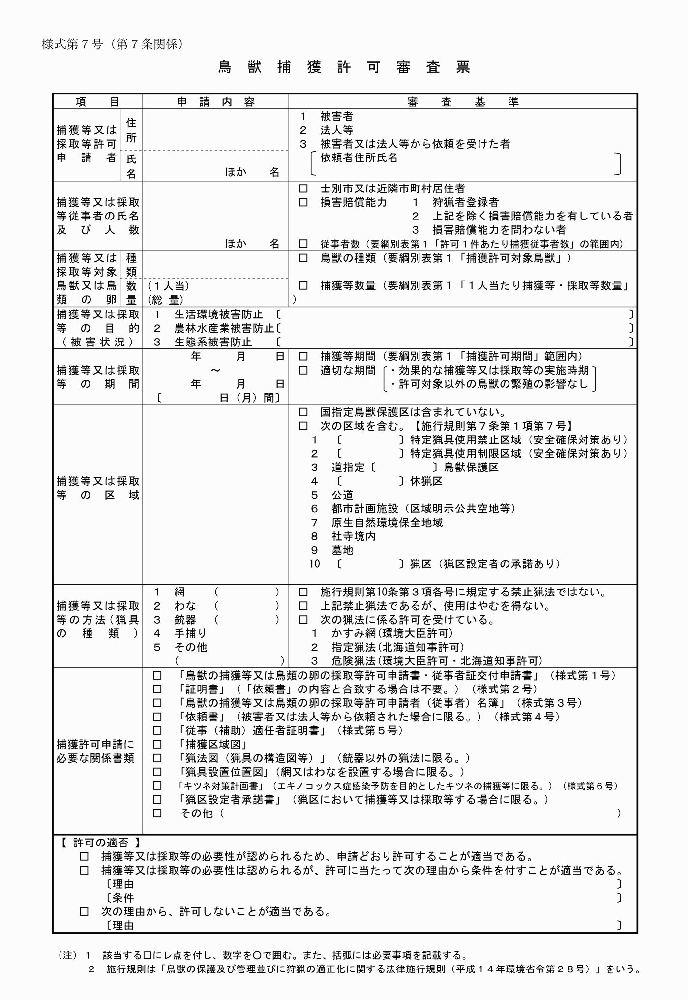 様式第７号（第７条関係）
鳥獣捕獲許可審査票
項目　申請内容　審査基準
捕獲等又は採取等許可申請者
住所
氏名
ほか　　名
１　被害者
２　法人等
３　被害者又は法人等から依頼を受けた者
〔依頼者住所氏名　　　　〕
捕獲等又は採取等従事者の氏名及び人数
ほか　　名
□　士別市又は近隣市町村居住者
□　損害賠償能力　　１　狩猟者登録者
２　上記を除く損害賠償能力を有している者
３　損害賠償能力を問わない者
□　従事者数（要綱別表第１「許可１件あたり捕獲従事者数」の範囲内）
捕獲等又は採取等対象鳥獣又は鳥類の卵
種類
数量
（１人当）
（総 量）
□　鳥獣の種類（要綱別表第１「捕獲許可対象鳥獣」）
□　捕獲等数量（要綱別表第１「１人当たり捕獲等・採取等数量」
）
捕獲等又は採取等の目的（被害状況）
１　生活環境被害防止　〔　　　　〕
２　農林水産業被害防止〔　　　　〕
３　生態系被害防止　　〔　　　　〕
捕獲等又は採取等の期間
年　　　月　　　日
～
年　　　月　　　日
〔　　　　　日（月）間〕
□　捕獲等期間（要綱別表第１「捕獲許可期間」範囲内）
□　適切な期間　・効果的な捕獲等又は採取等の実施時期
・許可対象以外の鳥獣の繁殖の影響なし
捕獲等又は採取等の区域
□　国指定鳥獣保護区は含まれていない。
□　次の区域を含む。【施行規則第７条第１項第７号】
１　〔　　　　　〕特定猟具使用禁止区域（安全確保対策あり）
２　〔　　　　　〕特定猟具使用制限区域（安全確保対策あり）
３　道指定〔　　　　　〕鳥獣保護区
４　〔　　　　　〕休猟区
５　公道
６　都市計画施設（区域明示公共空地等）
７　原生自然環境保全地域
８　社寺境内
９　墓地
10　〔　　　　　〕猟区（猟区設定者の承諾あり）
捕獲等又は採取等の方法（猟具の種類）
１　網　　（　　　　　）
２　わな　（　　　　　）
３　銃器　（　　　　　）
４　手捕り
５　その他
（　　　　　　　　　）
□　施行規則第10条第３項各号に規定する禁止猟法ではない。
□　上記禁止猟法であるが、使用はやむを得ない。
□　次の猟法に係る許可を受けている。
１　かすみ網(環境大臣許可)
２　指定猟法(北海道知事許可)
３　危険猟法(環境大臣許可・北海道知事許可)
捕獲許可申請に必要な関係書類
□　「鳥獣の捕獲等又は鳥類の卵の採取等許可申請書・従事者証交付申請書」（様式第１号）
□　「証明書」（「依頼書」の内容と合致する場合は不要。）（様式第２号）
□　「鳥獣の捕獲等又は鳥類の卵の採取等許可申請者（従事者）名簿」（様式第３号）
□　「依頼書」（被害者又は法人等から依頼された場合に限る。）（様式第４号）
□　「従事（補助）適任者証明書」（様式第５号）
□　「捕獲区域図」
□　「猟法図（猟具の構造図等）」（銃器以外の猟法に限る。）
□　「猟具設置位置図」（網又はわなを設置する場合に限る。）
□　「キツネ対策計画書」（エキノコックス症感染予防を目的としたキツネの捕獲等に限る。）（様式第６号）
□　「猟区設定者承諾書」（猟区において捕獲等又は採取等する場合に限る。）
□　その他（　　　　）
【 許可の適否 】
□　捕獲等又は採取等の必要性が認められるため、申請どおり許可することが適当である。
□　捕獲等又は採取等の必要性は認められるが、許可に当たって次の理由から条件を付すことが適当である。
〔理由　　　　〕
〔条件　　　　〕
□　次の理由から、許可しないことが適当である。
〔理由　　　　〕
（注）１　該当する□にレ点を付し、数字を○で囲む。また、括弧には必要事項を記載する。
２　施行規則は「鳥獣の保護及び管理並びに狩猟の適正化に関する法律施行規則（平成１４年環境省令第２８号）」をいう。